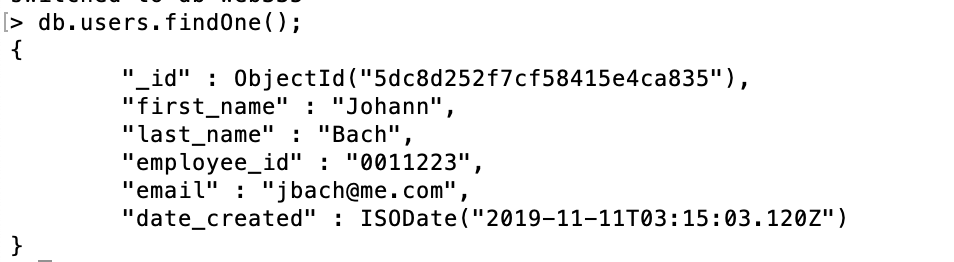 > db.users.findOne();
{
"_id" : ObjectId("5dc8d252f7cf58415e4ca835"),
"first_name" : "Johann",
"last_name" : "Bach",
"employee_id" : "0011223",
"email" : "jbach@me.com",
"date_created" : ISODate("2019-11-11T03:15:03.120Z")
}